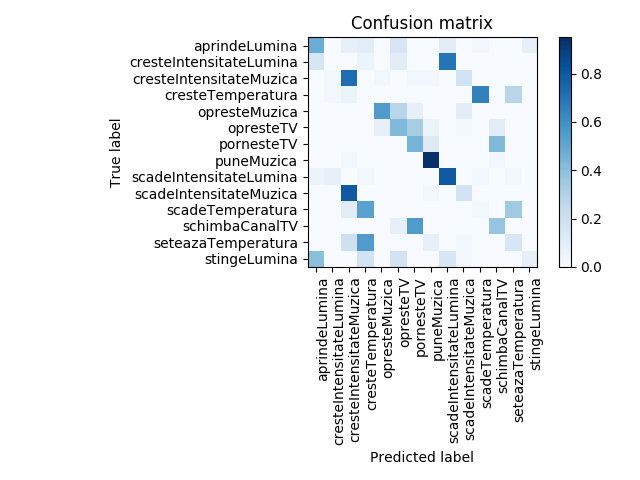 Confusion matrix
True label
aprindeLumina
cresteIntensitateLumina
cresteIntensitateMuzica
cresteTemperatura
opresteMuzica
opresteTV
pornesteTV
puneMuzica
scadeIntensitateLumina
scadeIntensitateMuzica
scadeTemperatura
schimbaCanalTV
seteazaTemperatura
stingeLumina
aprindeLumina
cresteIntensitateLumina
cresteIntensitateMuzica
cresteTemperatura
opresteMuzica
opresteTV
pornesteTV
puneMuzica
scadeIntensitateLumina
scadeIntensitateMuzica
scadeTemperatura
schimbaCanalTV
seteazaTemperatura
stingeLumina
Predicted label
0.8
0.6
0.4
0.2
0.0